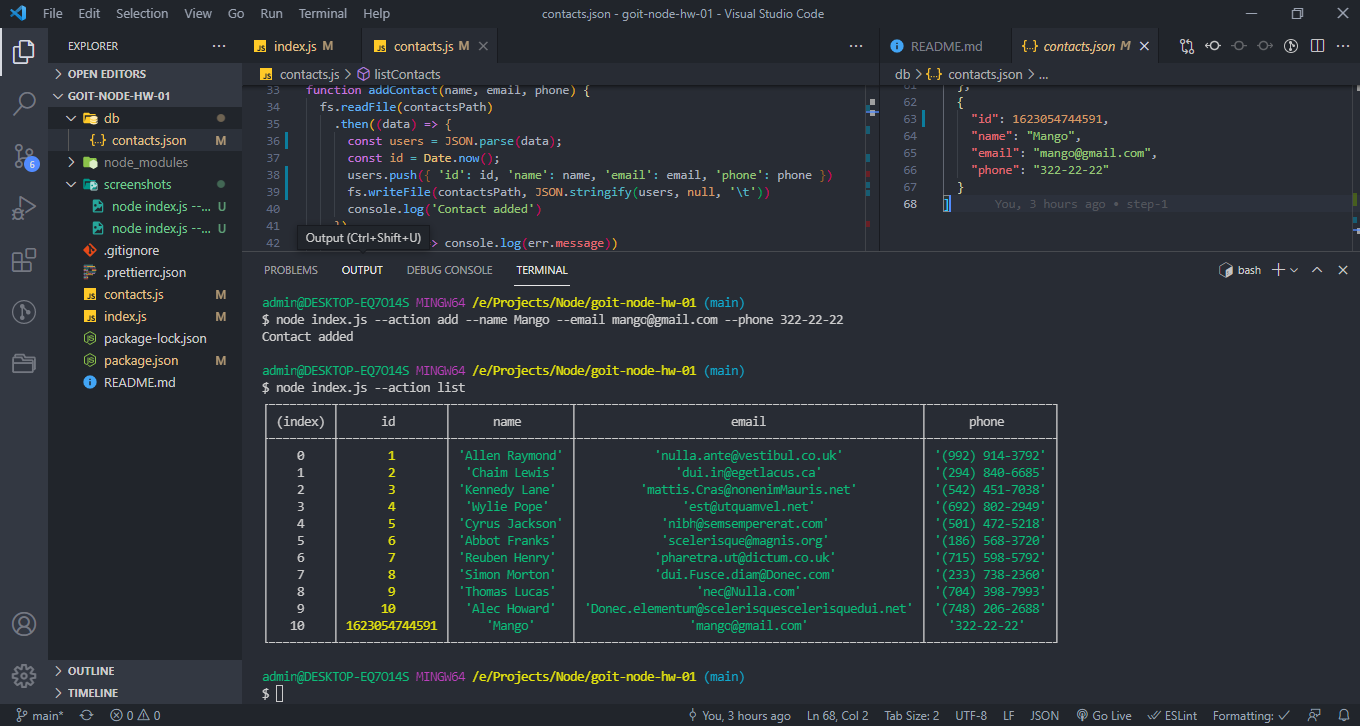 File Edit Selection View Go Run Terminal Help contacts.json - goit-node-hw-01 - Visual Studio Code
EXPLORER
OPEN EDITORS
GOIT-NODE-HW-01
db
contacts.json M
node_modules
screenshots
node index.js --... U
node index.js --... U
.gitignore
.prettierrc.json
contacts.js M
index.js M
package-lock.json
package.json M
README.md
OUTLINE
TIMELINE
6
JS index.js M JS contacts.js M
JS contacts.js > listContacts
33 function addContact(name, email, phone) {
34 fs.readFile(contactsPath)
35 .then((data) => {
36 const users = JSON.parse(data);
37 const id = Date.now();
38 users.push({ 'id': id, 'name': name, 'email': email, 'phone': phone })
39 fs.writeFile(contactsPath, JSON.stringify(users, null, '\t'))
40 console.log('Contact added')
41 })
42 > console.log(err.message))
Output (Ctrl+Shift+U)
README.md {..} contacts.json M
db > {..} contacts.json > ...
61 },
62 {
63 "id": 1623054744591,
64 "name": "Mango",
65 "email": "mango@gmail.com",
66 "phone": "322-22-22"
67 }
68 ] You, 3 hours ago • step-1
PROBLEMS OUTPUT DEBUG CONSOLE TERMINAL bash
admin@DESKTOP-EQ7O14S MINGW64 /e/Projects/Node/goit-node-hw-01 (main)
$ node index.js --action add --name Mango --email mango@gmail.com --phone 322-22-22
Contact added
admin@DESKTOP-EQ7O14S MINGW64 /e/Projects/Node/goit-node-hw-01 (main)
$ node index.js --action list
(index) id name email phone
0 1 'Allen Raymond' 'nulla.ante@vestibul.co.uk' '(992) 914-3792'
1 2 'Chaim Lewis' 'dui.in@egetlacus.ca' '(294) 840-6685'
2 3 'Kennedy Lane' 'mattis.Cras@nonenimMauris.net' '(542) 451-7038'
3 4 'Wylie Pope' 'est@utquamvel.net' '(692) 802-2949'
4 5 'Cyrus Jackson' 'nibh@semsempererat.com' '(501) 472-5218'
5 6 'Abbot Franks' 'scelerisque@magnis.org' '(186) 568-3720'
6 7 'Reuben Henry' 'pharetra.ut@dictum.co.uk' '(715) 598-5792'
7 8 'Simon Morton' 'dui.Fusce.diam@Donec.com' '(233) 738-2360'
8 9 'Thomas Lucas' 'nec@Nulla.com' '(704) 398-7993'
9 10 'Alec Howard' 'Donec.elementum@scelerisquescelerisquedui.net' '(748) 206-2688'
10 1623054744591 'Mango' 'mango@gmail.com' '322-22-22'
admin@DESKTOP-EQ7O14S MINGW64 /e/Projects/Node/goit-node-hw-01 (main)
$
main* 0 0 You, 3 hours ago Ln 68, Col 2 Tab Size: 2 UTF-8 LF JSON Go Live ESLint Formatting: